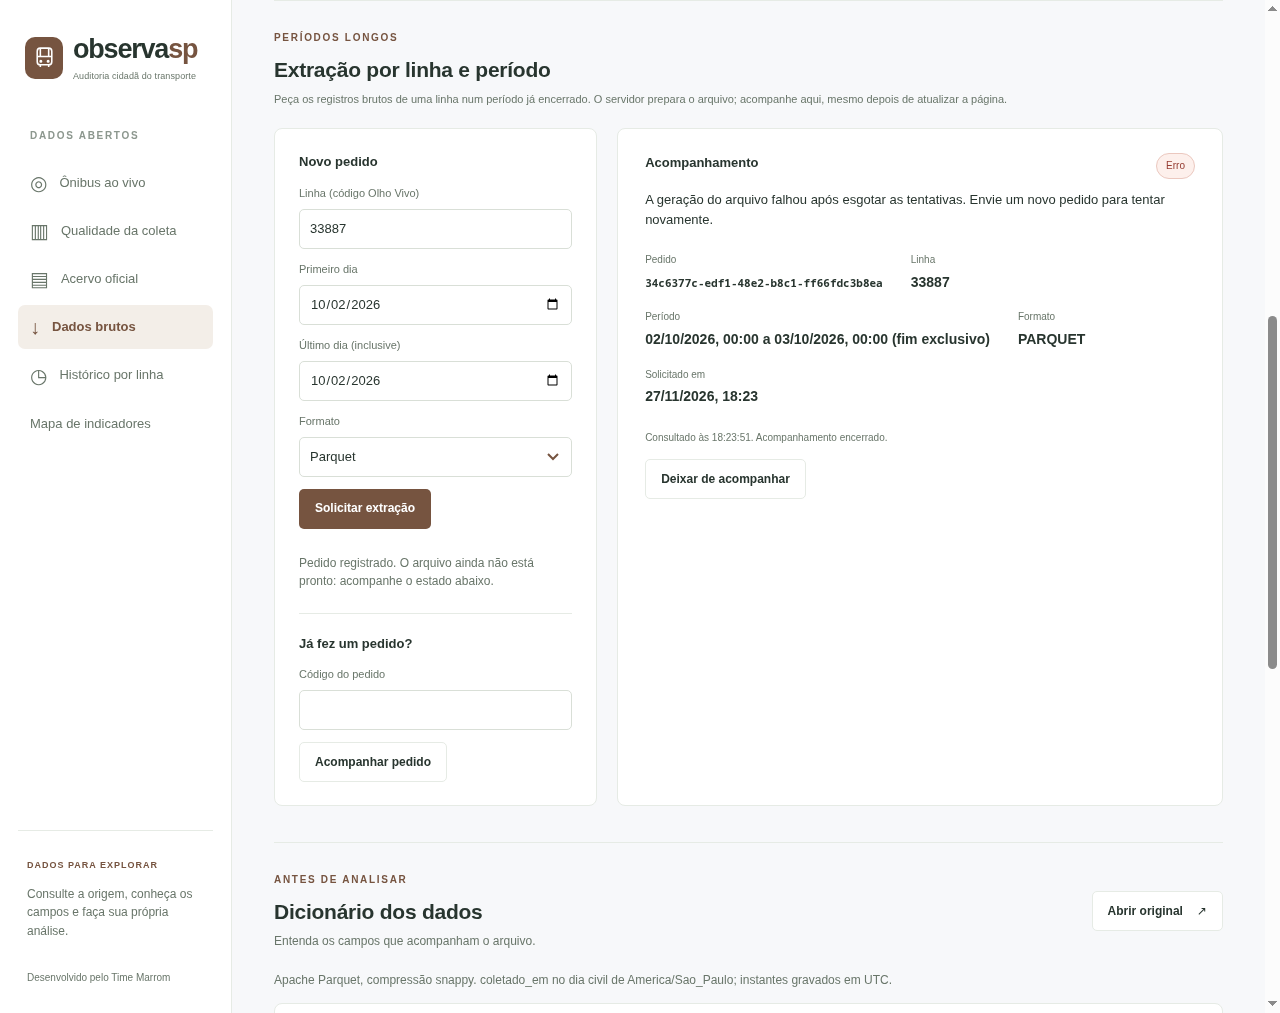 observasp
Auditoria cidadã do transporte
DADOS ABERTOS
Ônibus ao vivo
Qualidade da coleta
Acervo oficial
↓ Dados brutos
Histórico por linha
Mapa de indicadores
DADOS PARA EXPLORAR
Consulte a origem, conheça os
campos e faça sua própria
análise.
Desenvolvido pelo Time Marrom
PERÍODOS LONGOS
Extração por linha e período
Peça os registros brutos de uma linha num período já encerrado. O servidor prepara o arquivo; acompanhe aqui, mesmo depois de atualizar a página.
Novo pedido
Linha (código Olho Vivo)
33887
Primeiro dia
10/02/2026
Último dia (inclusive)
10/02/2026
Formato
Parquet
Solicitar extração
Pedido registrado. O arquivo ainda não está
pronto: acompanhe o estado abaixo.
Já fez um pedido?
Código do pedido
Acompanhar pedido
Acompanhamento
Erro
A geração do arquivo falhou após esgotar as tentativas. Envie um novo pedido para tentar
novamente.
Pedido
34c6377c-edf1-48e2-b8c1-ff66fdc3b8ea
Linha
33887
Período
02/10/2026, 00:00 a 03/10/2026, 00:00 (fim exclusivo)
Formato
PARQUET
Solicitado em
27/11/2026, 18:23
Consultado às 18:23:51. Acompanhamento encerrado.
Deixar de acompanhar
ANTES DE ANALISAR
Dicionário dos dados
Entenda os campos que acompanham o arquivo.
Abrir original ↗
Apache Parquet, compressão snappy. coletado_em no dia civil de America/Sao_Paulo; instantes gravados em UTC.